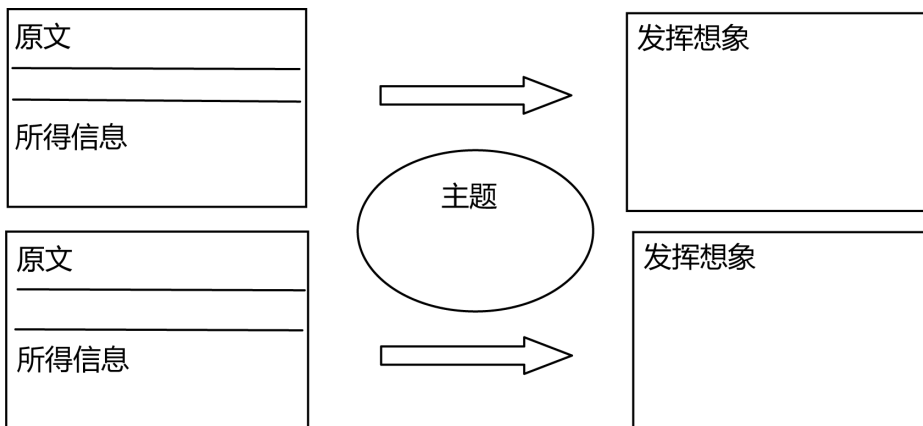 原文
所得信息
发挥想象
主题
原文
所得信息
发挥想象